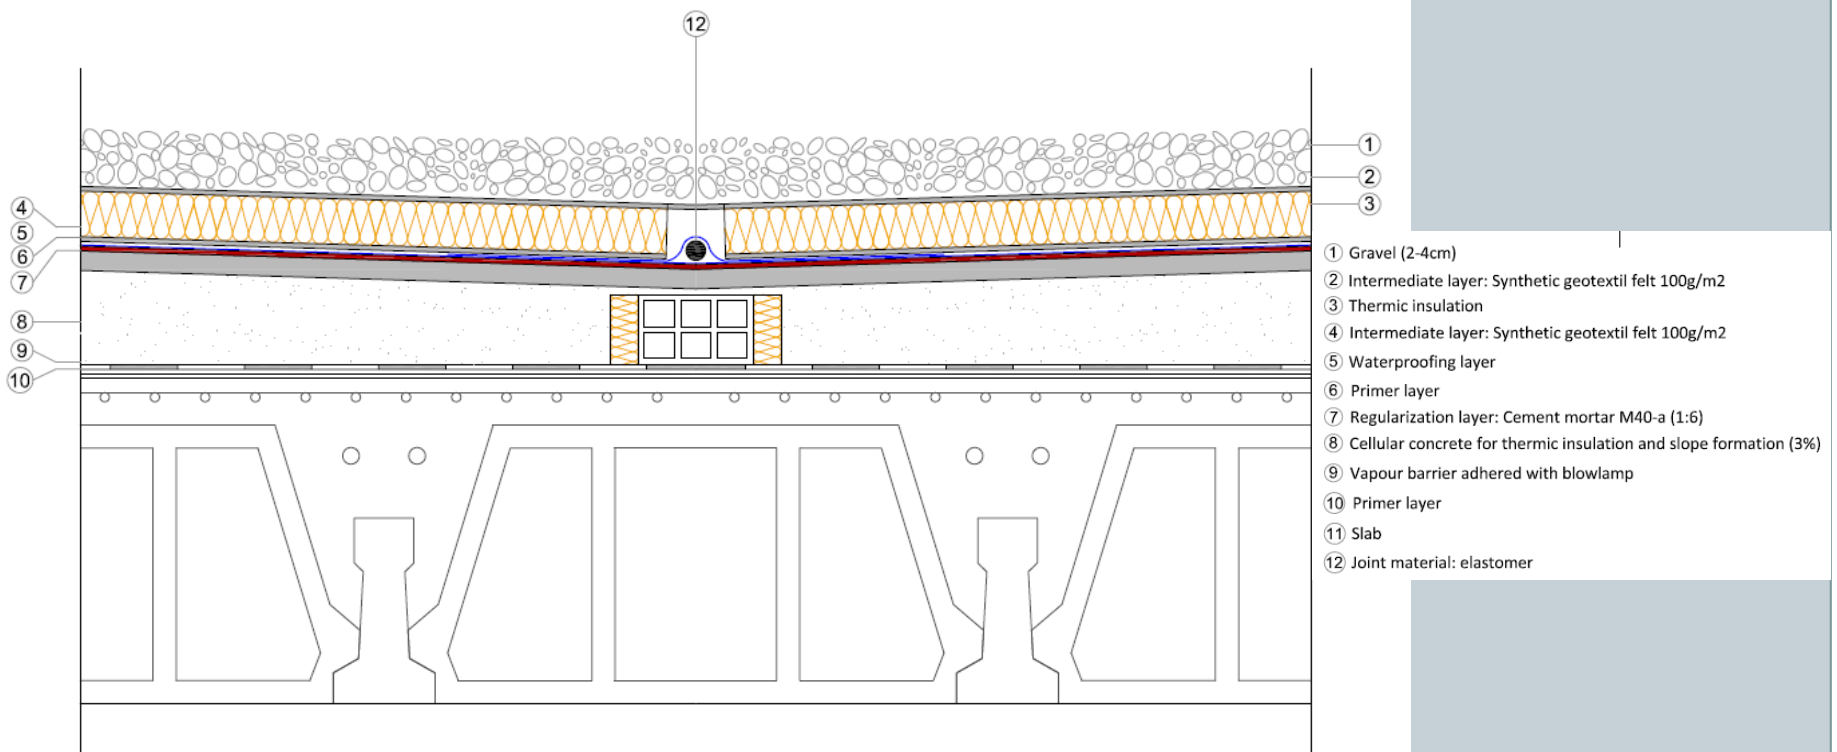 12
1
2
3
4
5
6
7
8
9
10
1 Gravel (2-4cm)
2 Intermediate layer: Synthetic geotextil felt 100g/m2
3 Thermic insulation
4 Intermediate layer: Synthetic geotextil felt 100g/m2
5 Waterproofing layer
6 Primer layer
7 Regularization layer: Cement mortar M40-a (1:6)
8 Cellular concrete for thermic insulation and slope formation (3%)
9 Vapour barrier adhered with blowlamp
10 Primer layer
11 Slab
12 Joint material: elastomer